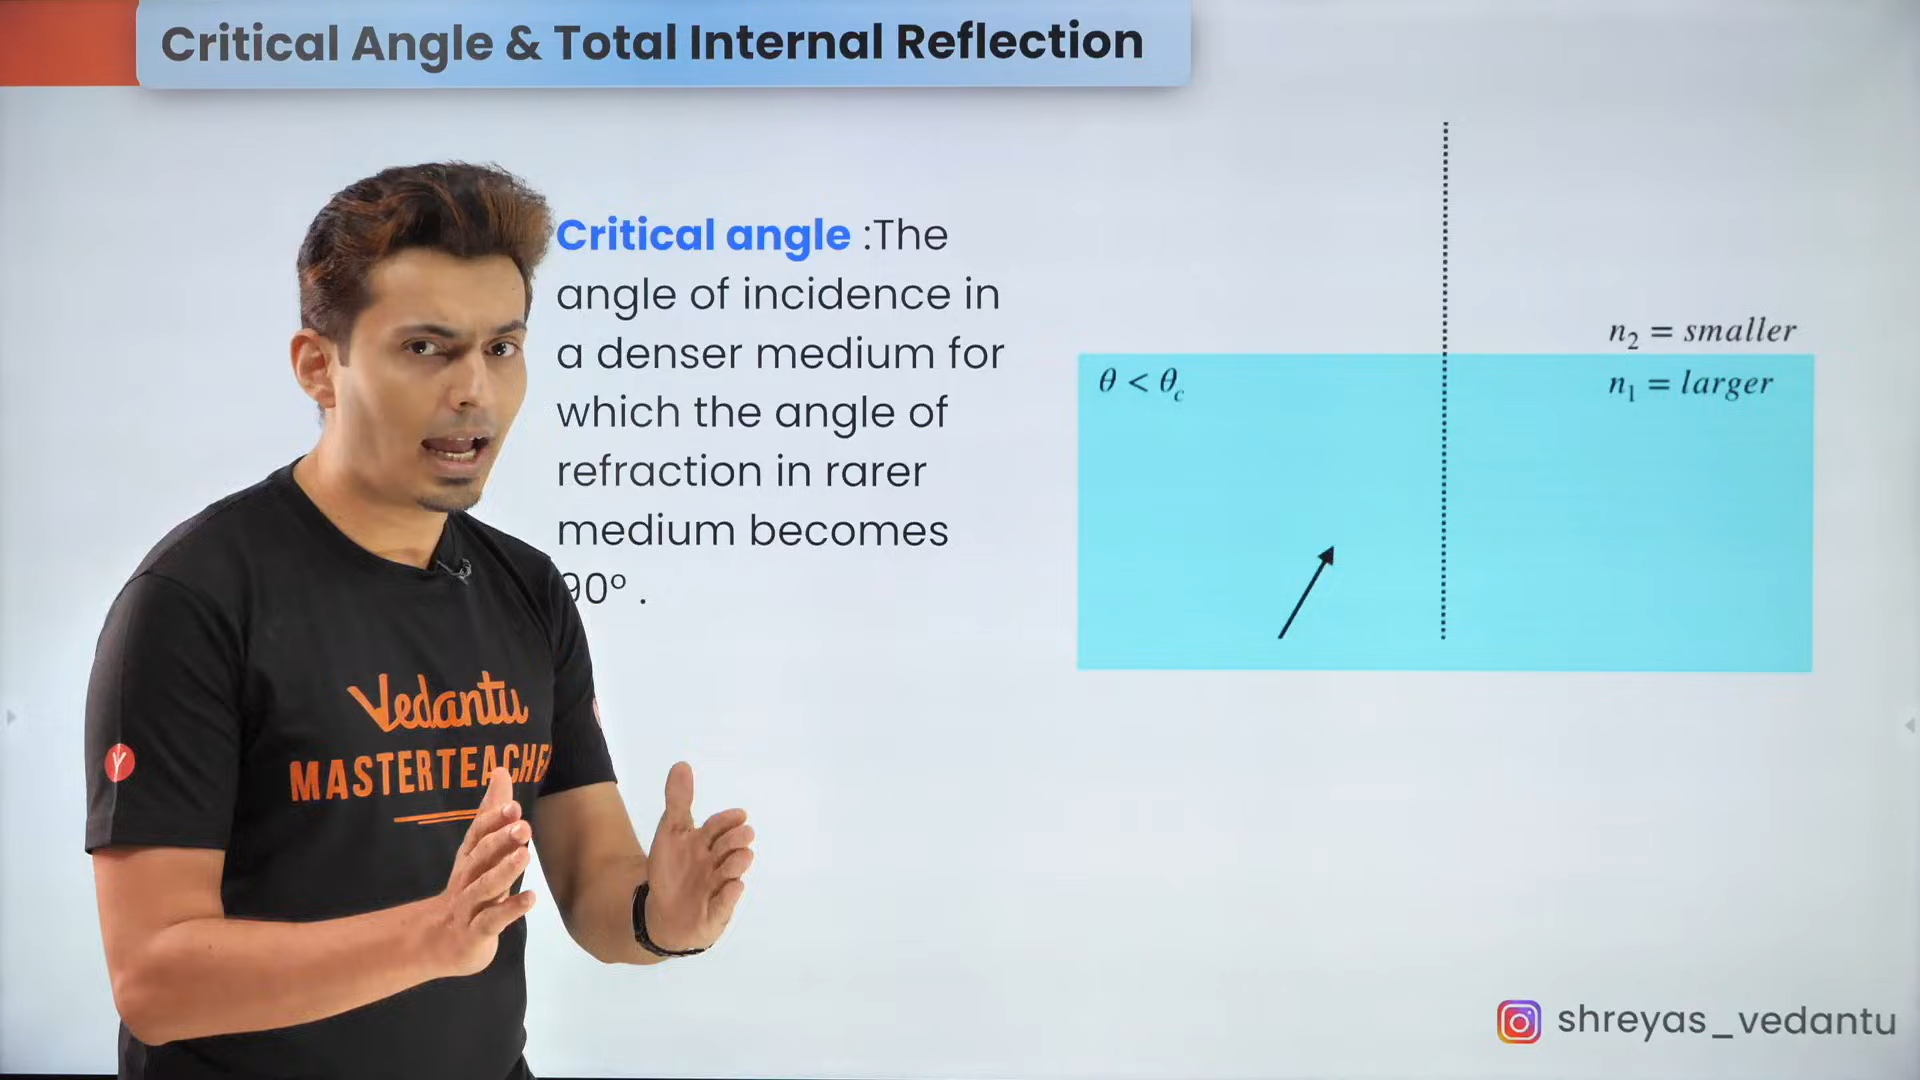 Critical Angle & Total Internal Reflection
Critical angle :The
angle of incidence in
a denser medium for
which the angle of
refraction in rarer
medium becomes
90° .
n₂ = smaller
θ < θc
n₁ = larger
Vedantu
MASTERTEACHE
shreyas_vedantu